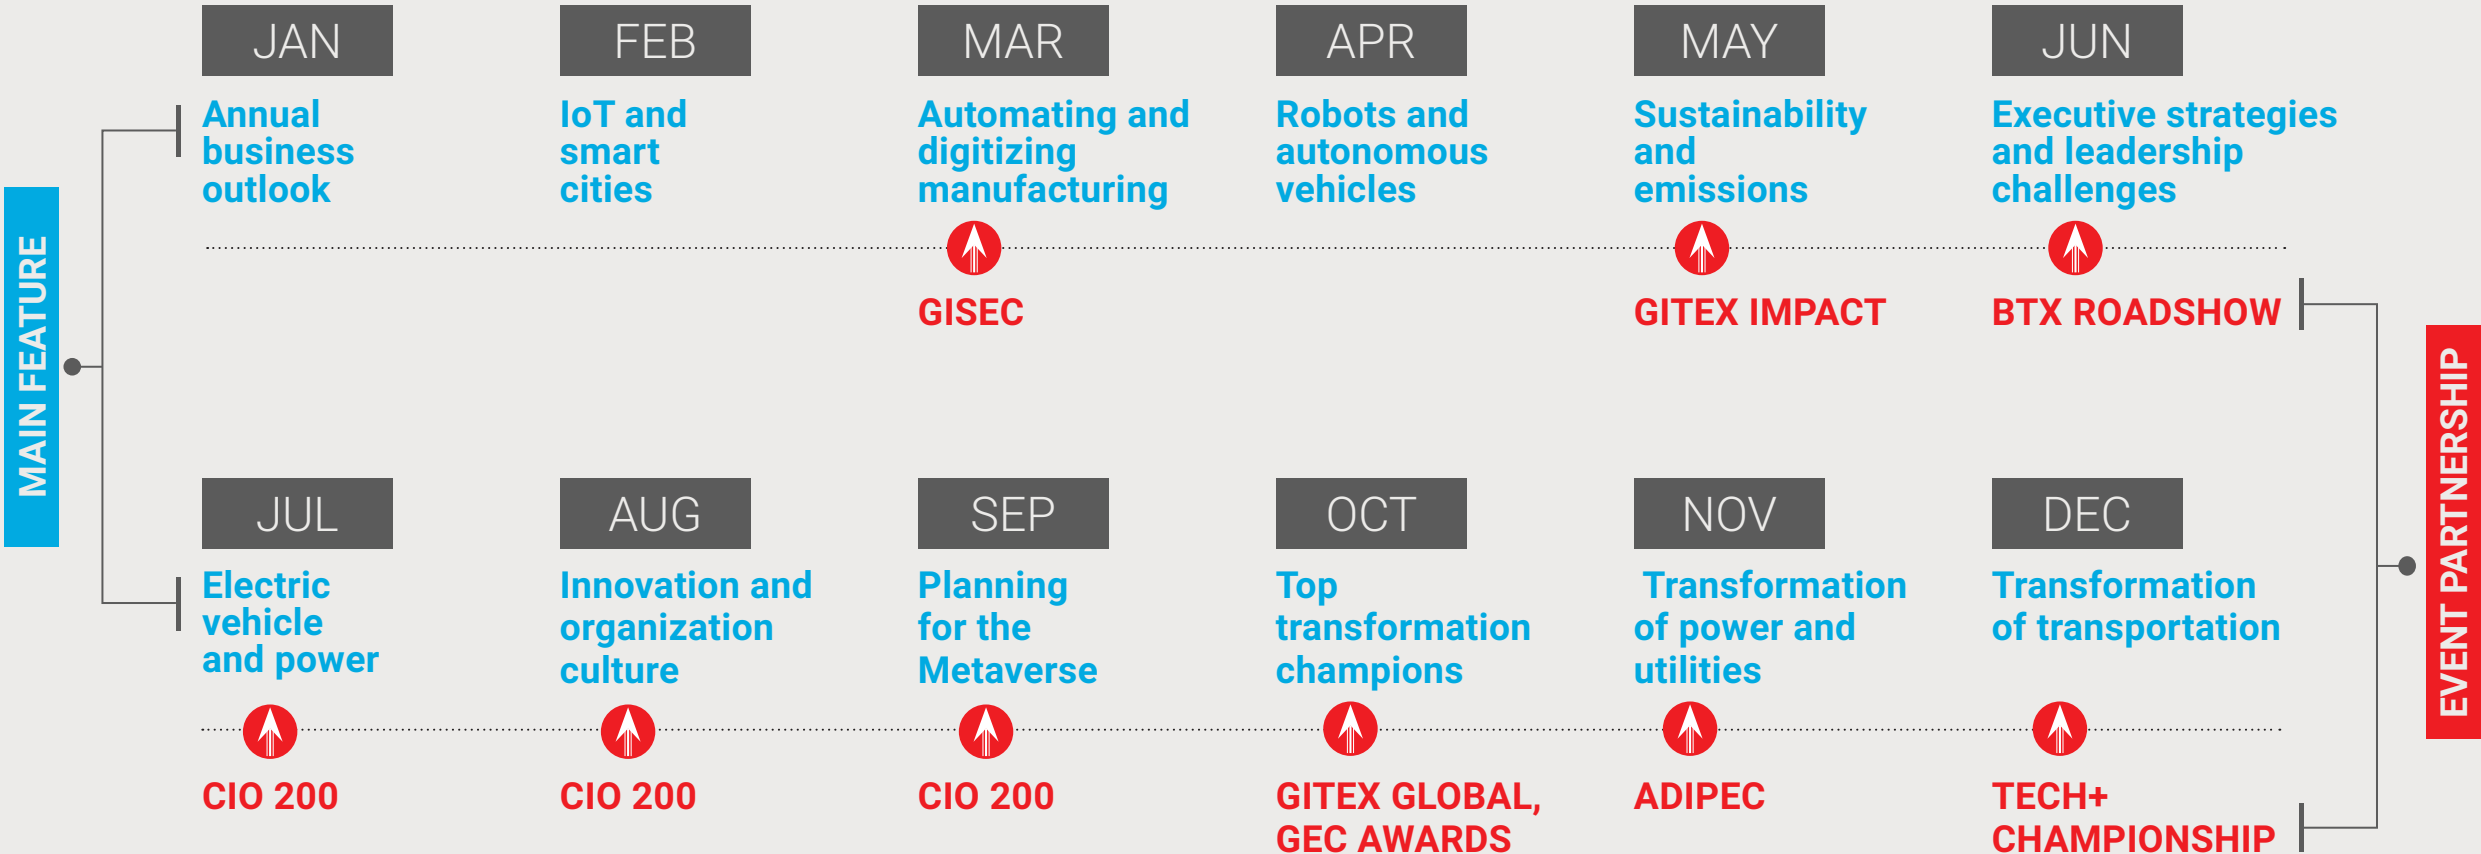 JAN
FEB
MAR
APR
MAY
JUN
Annual
business
outlook
IoT and
smart
cities
Automating and
digitizing
manufacturing
Robots and
autonomous
vehicles
Sustainability
and
emissions
Executive strategies
and leadership
challenges
MAIN FEATURE
GISEC
GITEX IMPACT
BTX ROADSHOW
EVENT PARTNERSHIP
JUL
AUG
SEP
OCT
NOV
DEC
Electric
vehicle
and power
Innovation and
organization
culture
Planning
for the
Metaverse
Top
transformation
champions
Transformation
of power and
utilities
Transformation
of transportation
CIO 200
CIO 200
CIO 200
GITEX GLOBAL,
GEC AWARDS
ADIPEC
TECH+
CHAMPIONSHIP